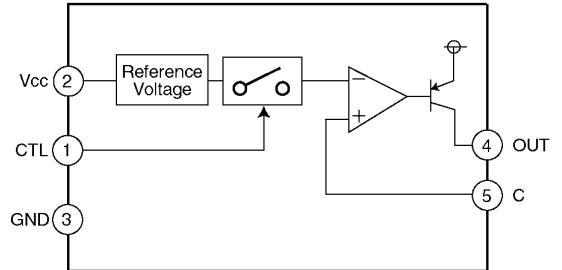 Vcc 2
Reference
Voltage
− 
+
CTL 1
4 OUT
5 C
GND 3